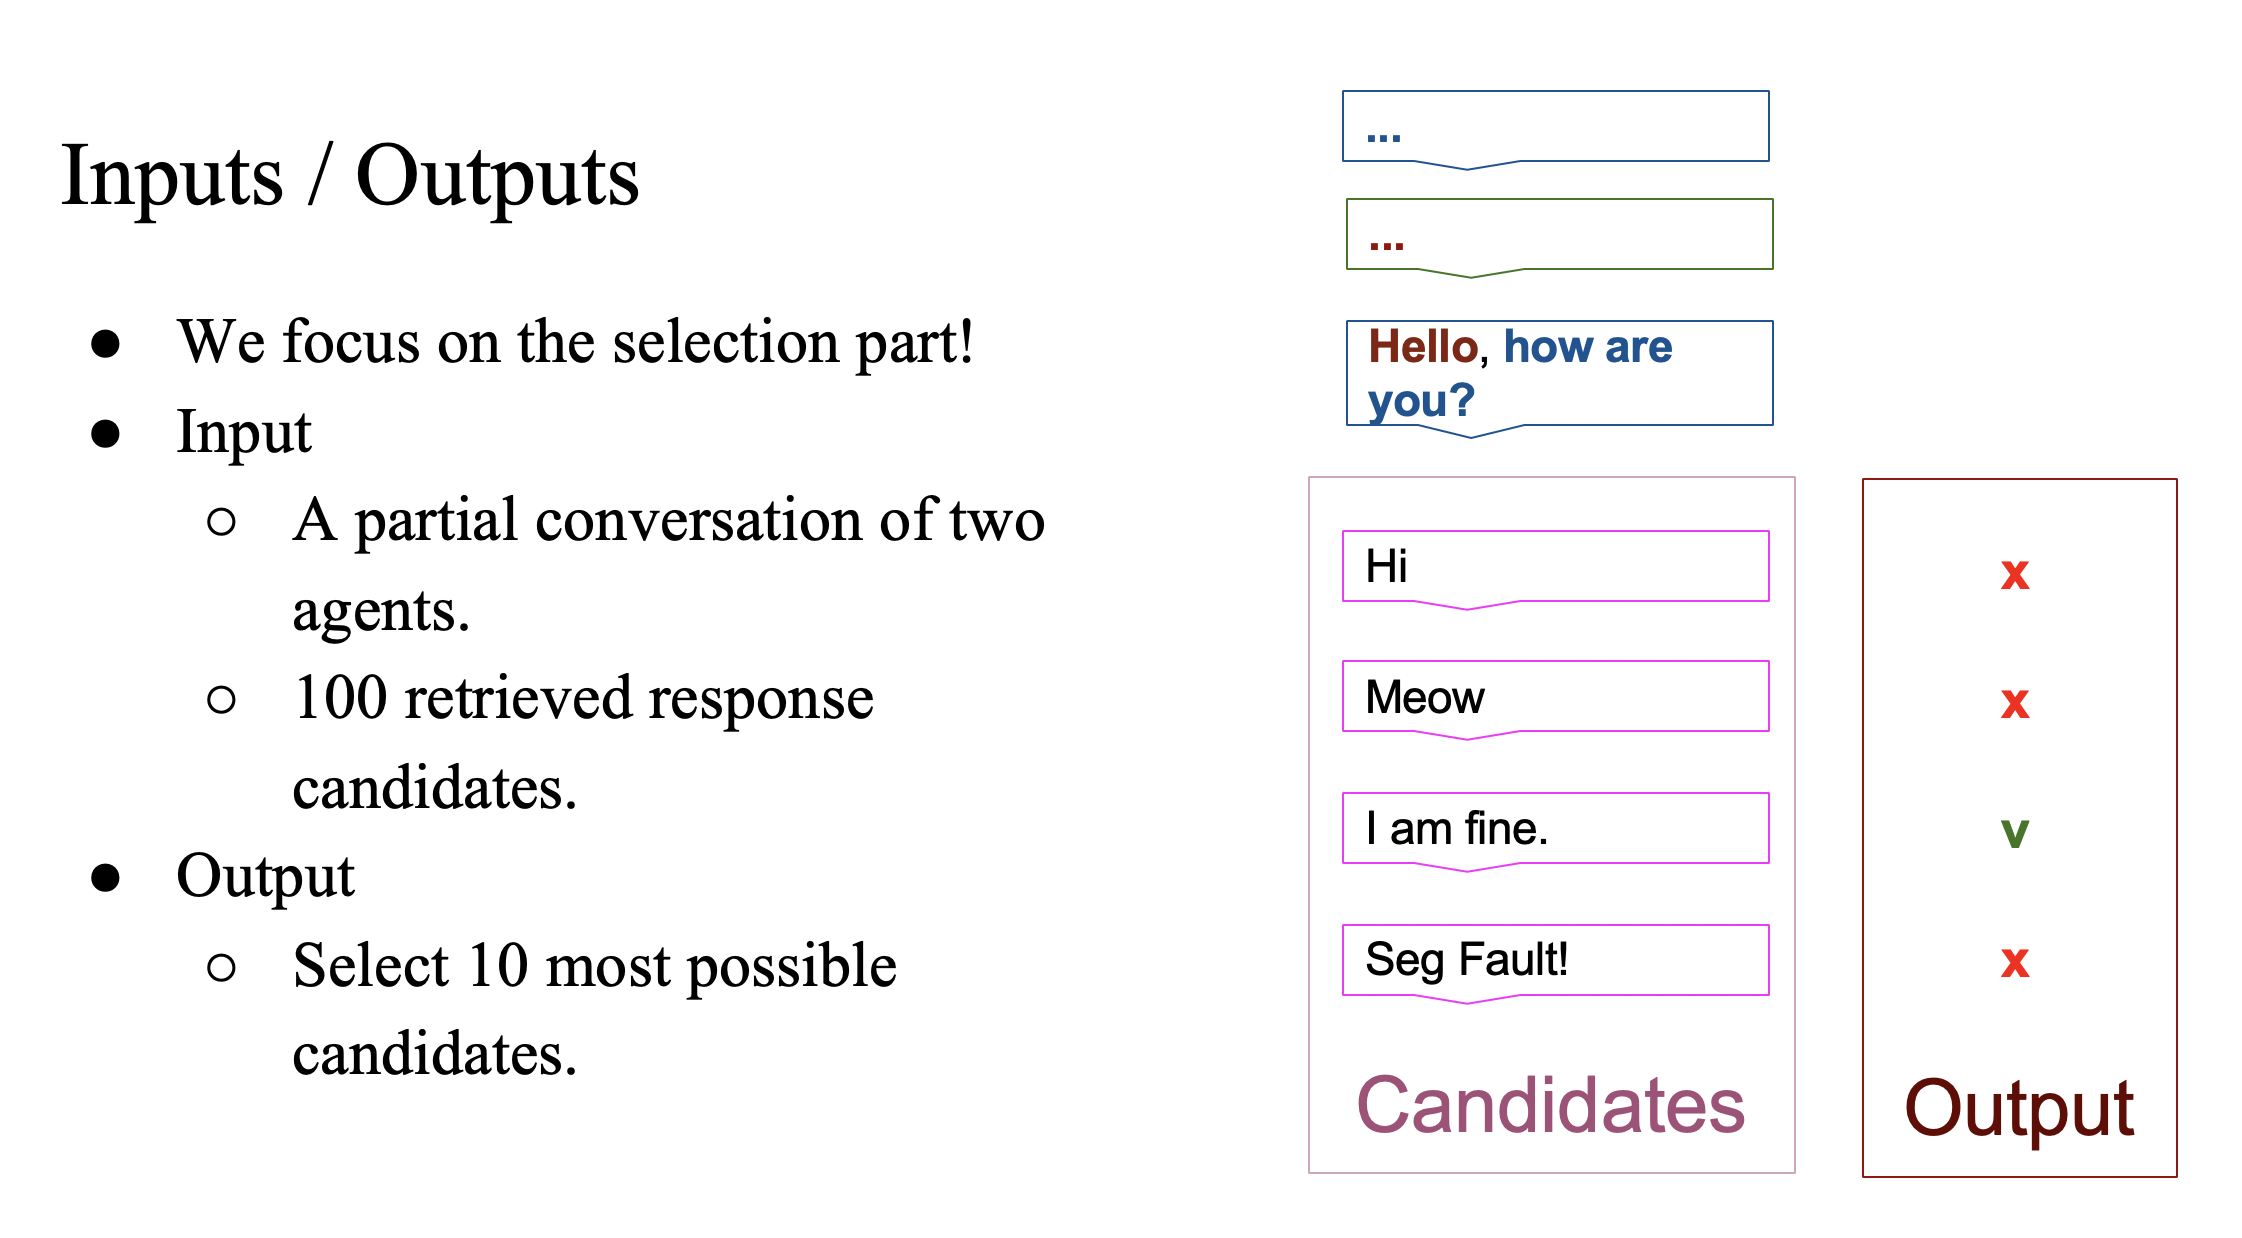 Inputs / Outputs
● We focus on the selection part!
● Input
○ A partial conversation of two
agents.
○ 100 retrieved response
candidates.
● Output
○ Select 10 most possible
candidates.
...
...
Hello, how are
you?
Hi
x
Meow
x
I am fine.
v
Seg Fault!
x
Candidates
Output